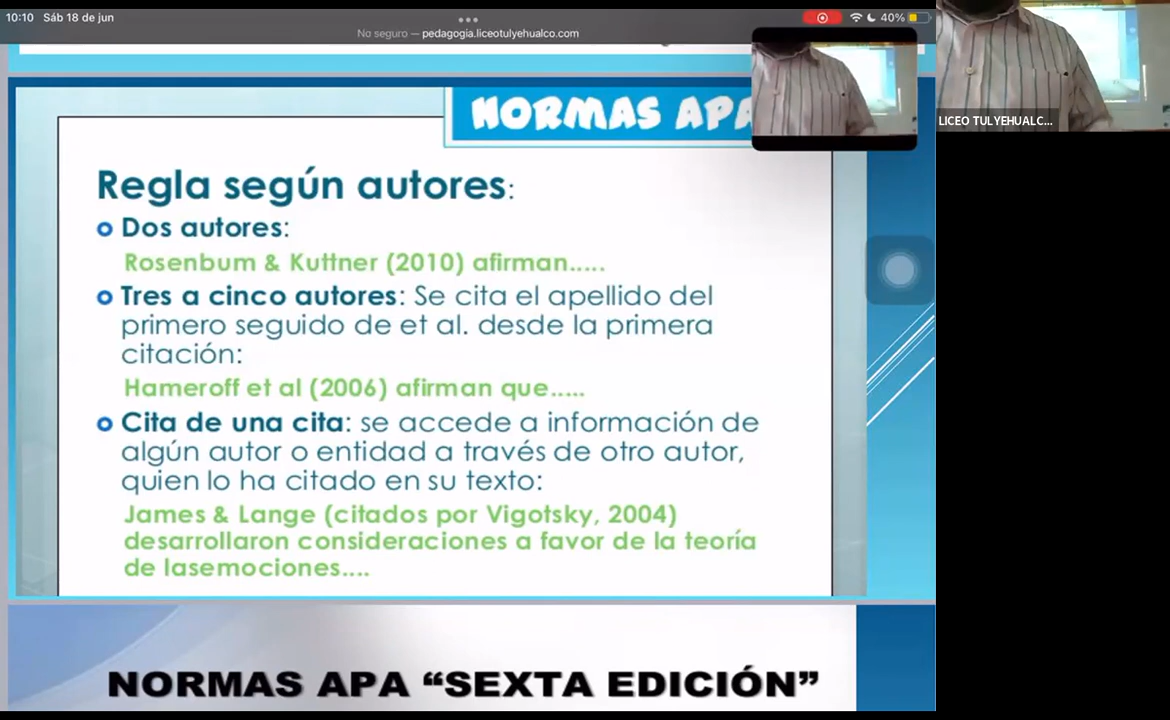 10:10 Sáb 18 de jun
40%
No seguro — pedagogia.liceotulyehualco.com
NORMAS APA
LICEO TULYEHUALC...
Regla según autores:
Dos autores:
Rosenbum & Kuttner (2010) afirman.....
Tres a cinco autores: Se cita el apellido del
primero seguido de et al. desde la primera
citación:
Hameroff et al (2006) afirman que.....
Cita de una cita: se accede a información de
algún autor o entidad a través de otro autor,
quien lo ha citado en su texto:
James & Lange (citados por Vigotsky, 2004)
desarrollaron consideraciones a favor de la teoría
de lasemociones....
NORMAS APA “SEXTA EDICIÓN”